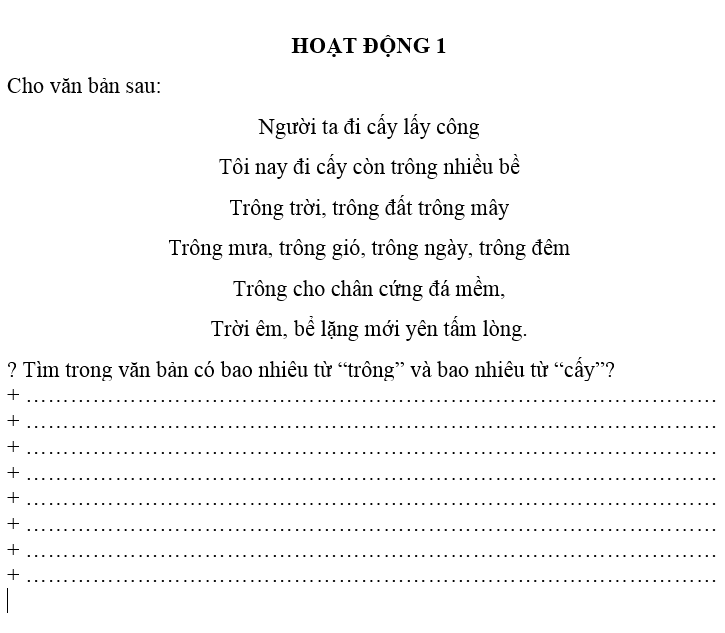 HOẠT ĐỘNG 1
Cho văn bản sau:
Người ta đi cấy lấy công
Tôi nay đi cấy còn trông nhiều bề
Trông trời, trông đất trông mây
Trông mưa, trông gió, trông ngày, trông đêm
Trông cho chân cứng đá mềm,
Trời êm, bể lặng mới yên tấm lòng.
? Tìm trong văn bản có bao nhiêu từ “trông” và bao nhiêu từ “cấy”?
+ ……………………………………………………………………………………
+ ……………………………………………………………………………………
+ ……………………………………………………………………………………
+ ……………………………………………………………………………………
+ ……………………………………………………………………………………
+ ……………………………………………………………………………………
+ ……………………………………………………………………………………
+ ……………………………………………………………………………………